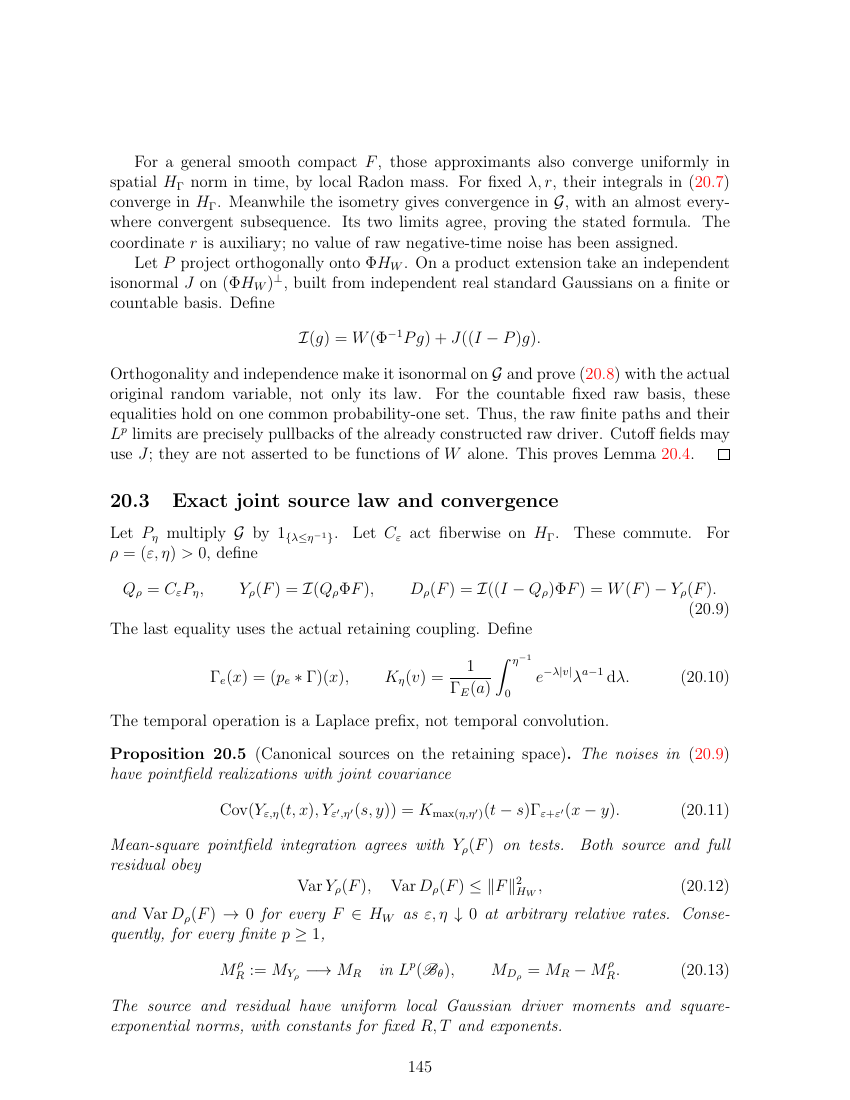 For a general smooth compact F, those approximants also converge uniformly in
spatial H_Γ norm in time, by local Radon mass. For fixed λ, r, their integrals in (20.7)
converge in H_Γ. Meanwhile the isometry gives convergence in 𝒢, with an almost every-
where convergent subsequence. Its two limits agree, proving the stated formula. The
coordinate r is auxiliary; no value of raw negative-time noise has been assigned.
Let P project orthogonally onto ΦH_W. On a product extension take an independent
isonormal J on (ΦH_W)^⊥, built from independent real standard Gaussians on a finite or
countable basis. Define
ℐ(g) = W(Φ^{−1}Pg) + J((I − P)g).
Orthogonality and independence make it isonormal on 𝒢 and prove (20.8) with the actual
original random variable, not only its law. For the countable fixed raw basis, these
equalities hold on one common probability-one set. Thus, the raw finite paths and their
L^p limits are precisely pullbacks of the already constructed raw driver. Cutoff fields may
use J; they are not asserted to be functions of W alone. This proves Lemma 20.4. □
20.3 Exact joint source law and convergence
Let P_η multiply 𝒢 by 1_{{λ≤η^{−1}}}. Let C_ε act fiberwise on H_Γ. These commute. For
ρ = (ε, η) > 0, define
Q_ρ = C_εP_η, Y_ρ(F) = ℐ(Q_ρΦF), D_ρ(F) = ℐ((I − Q_ρ)ΦF) = W(F) − Y_ρ(F).
(20.9)
The last equality uses the actual retaining coupling. Define
Γ_e(x) = (p_e ∗ Γ)(x), K_η(v) = \frac{1}{Γ_E(a)} ∫_0^{η^{−1}} e^{−λ|v|}λ^{a−1} dλ. (20.10)
The temporal operation is a Laplace prefix, not temporal convolution.
Proposition 20.5 (Canonical sources on the retaining space). The noises in (20.9)
have pointfield realizations with joint covariance
Cov(Y_{ε,η}(t, x), Y_{ε′,η′}(s, y)) = K_{max(η,η′)}(t − s)Γ_{ε+ε′}(x − y). (20.11)
Mean-square pointfield integration agrees with Y_ρ(F) on tests. Both source and full
residual obey
Var Y_ρ(F), Var D_ρ(F) ≤ ‖F‖²_{H_W}, (20.12)
and Var D_ρ(F) → 0 for every F ∈ H_W as ε, η ↓ 0 at arbitrary relative rates. Conse-
quently, for every finite p ≥ 1,
M_R^ρ := M_{Y_ρ} ⟶ M_R in L^p(ℬ_θ), M_{D_ρ} = M_R − M_R^ρ. (20.13)
The source and residual have uniform local Gaussian driver moments and square-
exponential norms, with constants for fixed R, T and exponents.
145